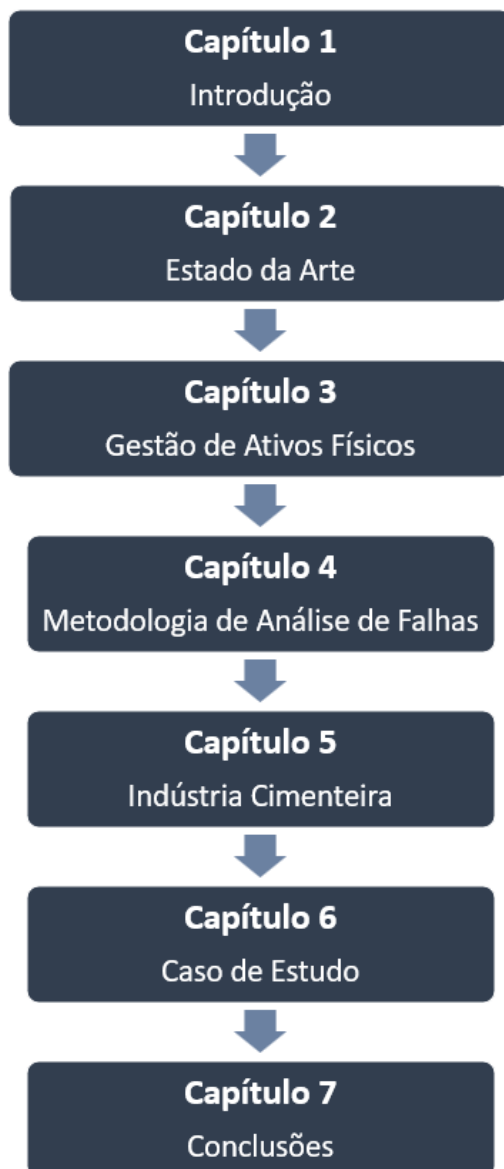 Capítulo 1
Introdução
Capítulo 2
Estado da Arte
Capítulo 3
Gestão de Ativos Físicos
Capítulo 4
Metodologia de Análise de Falhas
Capítulo 5
Indústria Cimenteira
Capítulo 6
Caso de Estudo
Capítulo 7
Conclusões